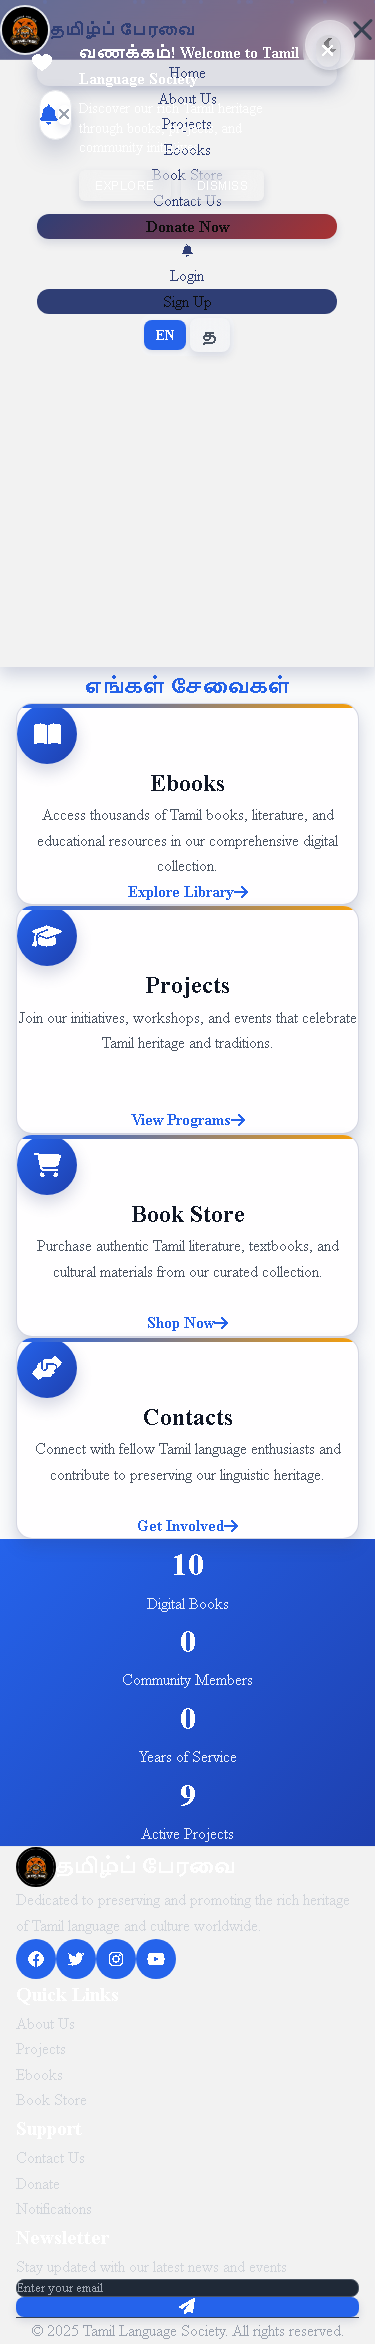 தமிழ்ப் பேரவை
வணக்கம்! Welcome to Tamil
Language Society
Home
About Us
Discover our rich Tamil heritage
through books, and
community
Projects
Ebooks
Book Store
EXPLORE
DISMISS
Contact Us
Donate Now
Login
Sign Up
EN
த
எங்கள் சேவைகள்
Ebooks
Access thousands of Tamil books, literature, and
educational resources in our comprehensive digital
collection.
Explore Library
Projects
Join our initiatives, workshops, and events that celebrate
Tamil heritage and traditions.
View Programs
Book Store
Purchase authentic Tamil literature, textbooks, and
cultural materials from our curated collection.
Shop Now
Contacts
Connect with fellow Tamil language enthusiasts and
contribute to preserving our linguistic heritage.
Get Involved
10
Digital Books
0
Community Members
0
Years of Service
9
Active Projects
தமிழ்ப் பேரவை
Dedicated to preserving and promoting the rich heritage
of Tamil language and culture worldwide.
Quick Links
About Us
Projects
Ebooks
Book Store
Support
Contact Us
Donate
Notifications
Newsletter
Stay updated with our latest news and events
Enter your email
© 2025 Tamil Language Society. All rights reserved.